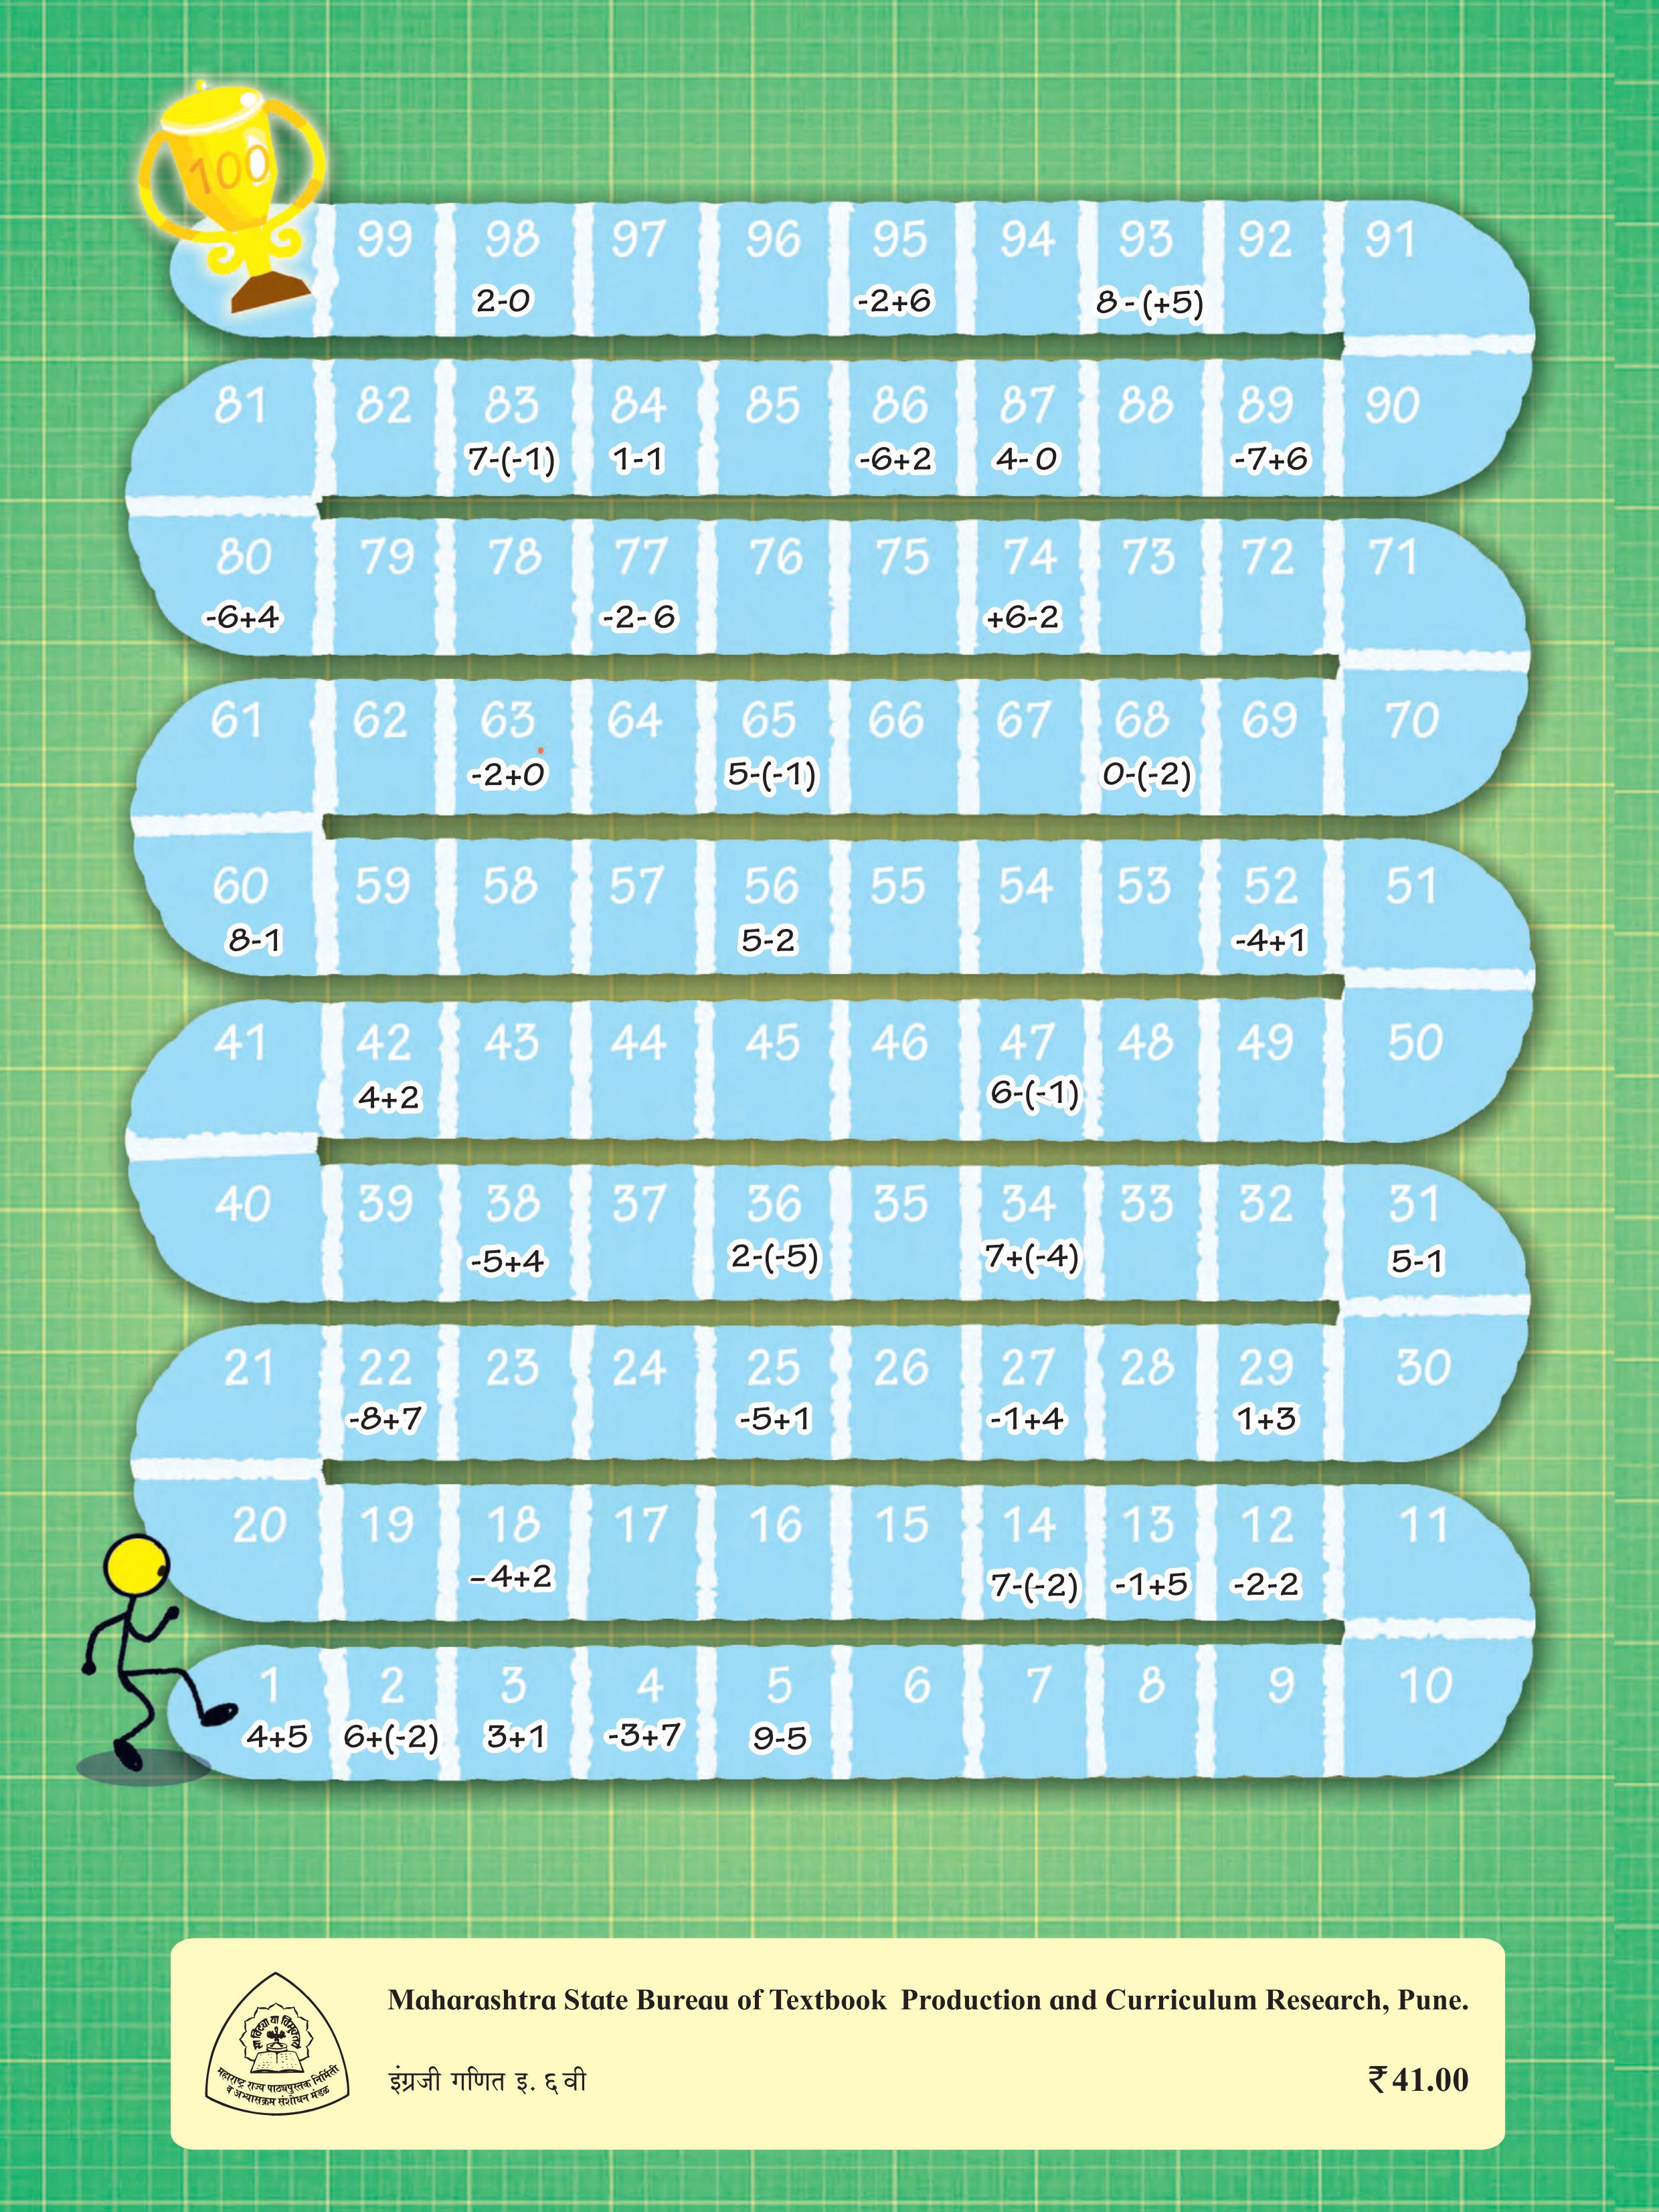 100 99 98 97 96 95 94 93 92 91
2-0 -2+6 8-(+5)
81 82 83 84 85 86 87 88 89 90
7-(-1) 1-1 -6+2 4-0 -7+6
80 79 78 77 76 75 74 73 72 71
-6+4 -2-6 +6-2
61 62 63 64 65 66 67 68 69 70
-2+0 5-(-1) 0-(-2)
60 59 58 57 56 55 54 53 52 51
8-1 5-2 -4+1
41 42 43 44 45 46 47 48 49 50
4+2 6-(-1)
40 39 38 37 36 35 34 33 32 31
-5+4 2-(-5) 7+(-4) 5-1
21 22 23 24 25 26 27 28 29 30
-8+7 -5+1 -1+4 1+3
20 19 18 17 16 15 14 13 12 11
-4+2 7-(-2) -1+5 -2-2
1 2 3 4 5 6 7 8 9 10
4+5 6+(-2) 3+1 -3+7 9-5
Maharashtra State Bureau of Textbook Production and Curriculum Research, Pune.
महाराष्ट्र राज्य पाठ्यपुस्तक निर्मिती
व अभ्यासक्रम संशोधन मंडळ
इंग्रजी गणित इ. ६ वी ₹ 41.00